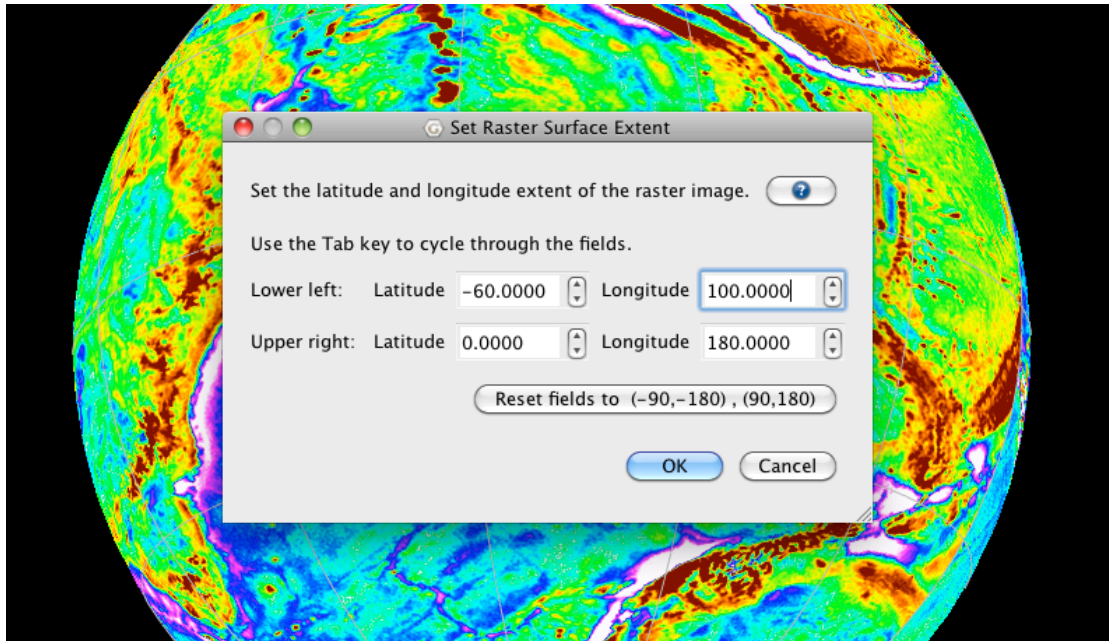 Set Raster Surface Extent
Set the latitude and longitude extent of the raster image. ?
Use the Tab key to cycle through the fields.
Lower left: Latitude -60.0000 Longitude 100.0000
Upper right: Latitude 0.0000 Longitude 180.0000
Reset fields to (-90,-180) , (90,180)
OK Cancel